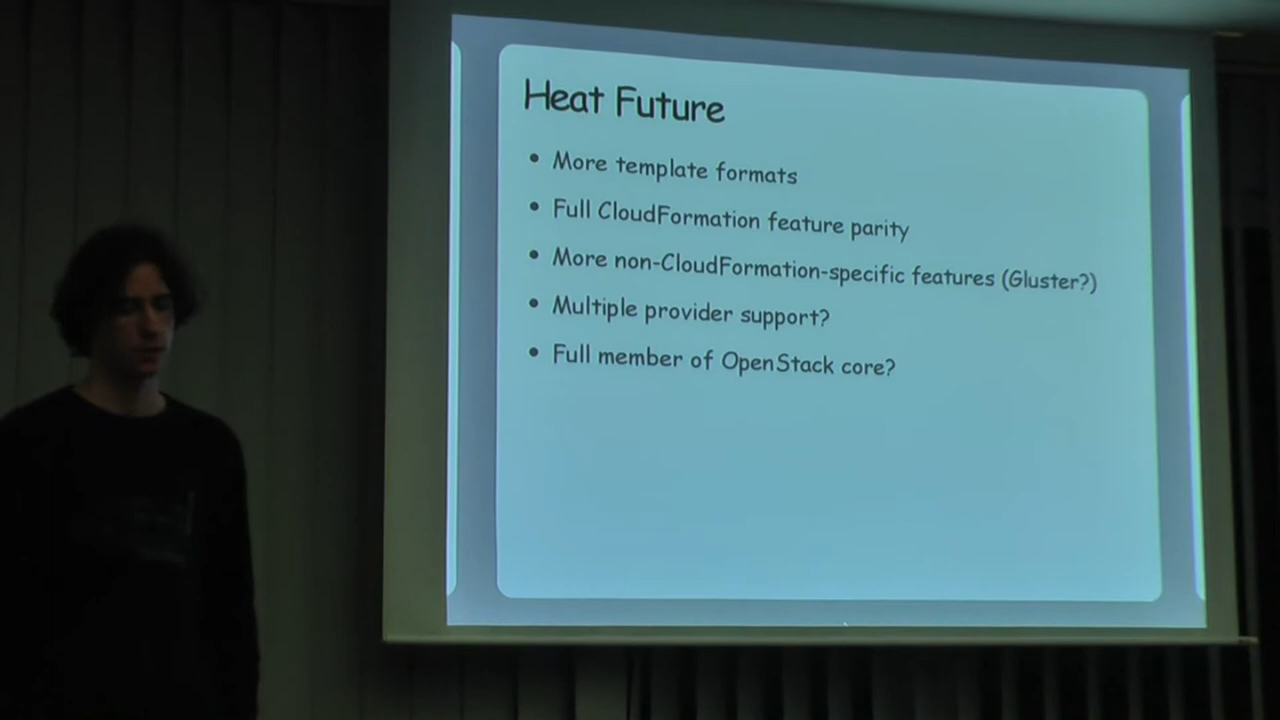 Heat Future
• More template formats
• Full CloudFormation feature parity
• More non-CloudFormation-specific features (Gluster?)
• Multiple provider support?
• Full member of OpenStack core?